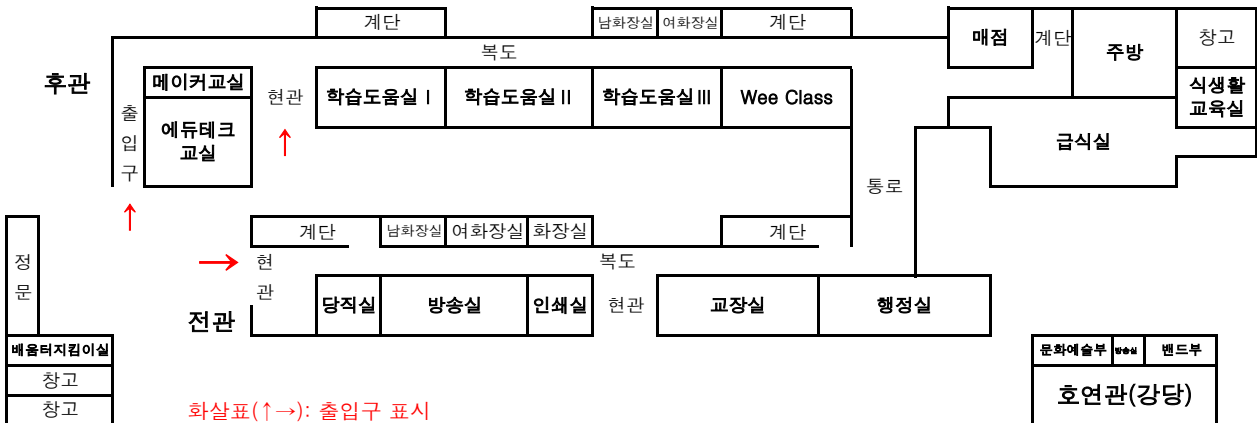 계단
남화장실
여화장실
계단
매점
계단
주방
창고
복도
후관
메이커교실
현관
학습도움실 I
학습도움실 II
학습도움실 III
Wee Class
식생활
교육실
출
입
구
에듀테크
교실
↑
급식실
통로
↑
정
문
계단
남화장실
여화장실
화장실
계단
→
현
관
복도
전관
당직실
방송실
인쇄실
현관
교장실
행정실
배움터지킴이실
창고
창고
문화예술부
방송실
밴드부
호연관(강당)
화살표(↑→): 출입구 표시